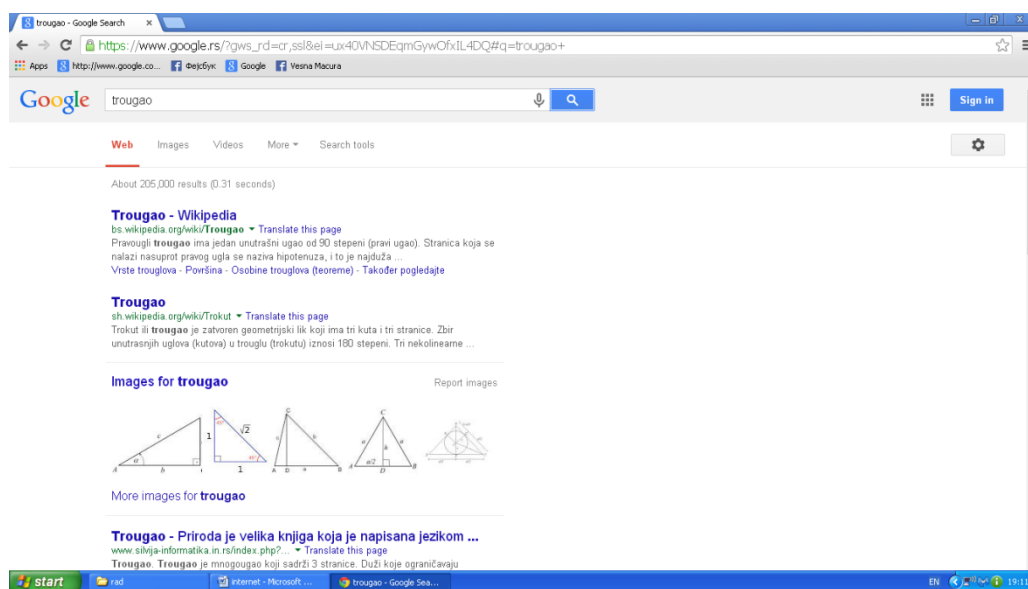 trougao - Google Search
https://www.google.rs/?gws_rd=cr,ssl&ei=ux40VNSDEqmGywOfxIL4DQ#q=trougao+
Apps http://www.google.co... Фејсбук Google Vesna Macura
Google trougao Sign in
Web Images Videos More Search tools
About 205,000 results (0.31 seconds)
Trougao - Wikipedia
bs.wikipedia.org/wiki/Trougao Translate this page
Pravougli trougao ima jedan unutrašni ugao od 90 stepeni (pravi ugao). Stranica koja se
nalazi nasuprot pravog ugla se naziva hipotenuza, i to je najduža ...
Vrste trouglova - Površina - Osobine trouglova (teoreme) - Također pogledajte
Trougao
sh.wikipedia.org/wiki/Trokut Translate this page
Trokut ili trougao je zatvoren geometrijski lik koji ima tri kuta i tri stranice. Zbir
unutrasnjih uglova (kutova) u trouglu (trokutu) iznosi 180 stepeni. Tri nekolinearne ...
Images for trougao Report images
A b c α
1 √2 1 45° 45°
C c b A D a B
C a h a A a/2 D B
More images for trougao
Trougao - Priroda je velika knjiga koja je napisana jezikom ...
www.silvija-informatika.in.rs/index.php?... Translate this page
Trougao. Trougao je mnogougao koji sadrži 3 stranice. Duži koje ograničavaju
start rad internet - Microsoft ... trougao - Google Sea... EN 19:11